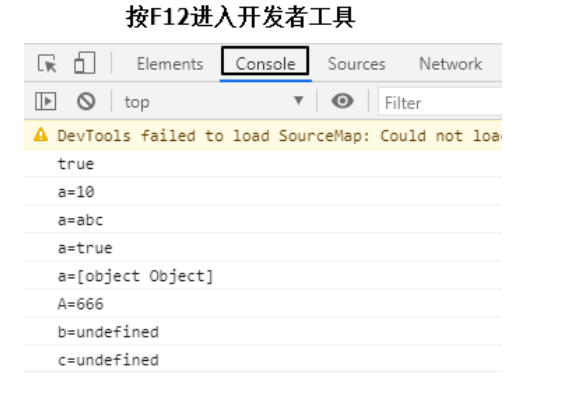 按F12进入开发者工具
Elements Console Sources Network
top Filter
DevTools failed to load SourceMap: Could not loa
true
a=10
a=abc
a=true
a=[object Object]
A=666
b=undefined
c=undefined